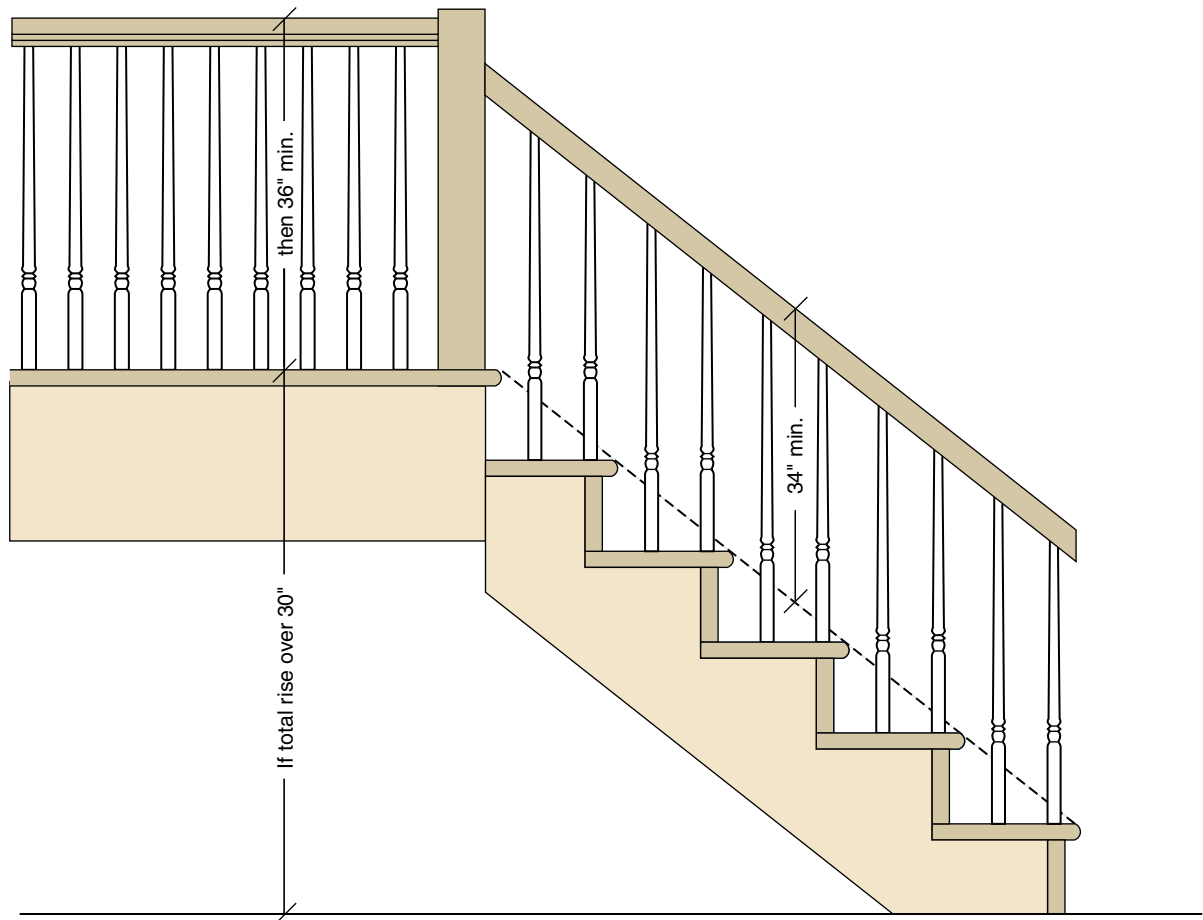 then 36" min.
34" min.
If total rise over 30"